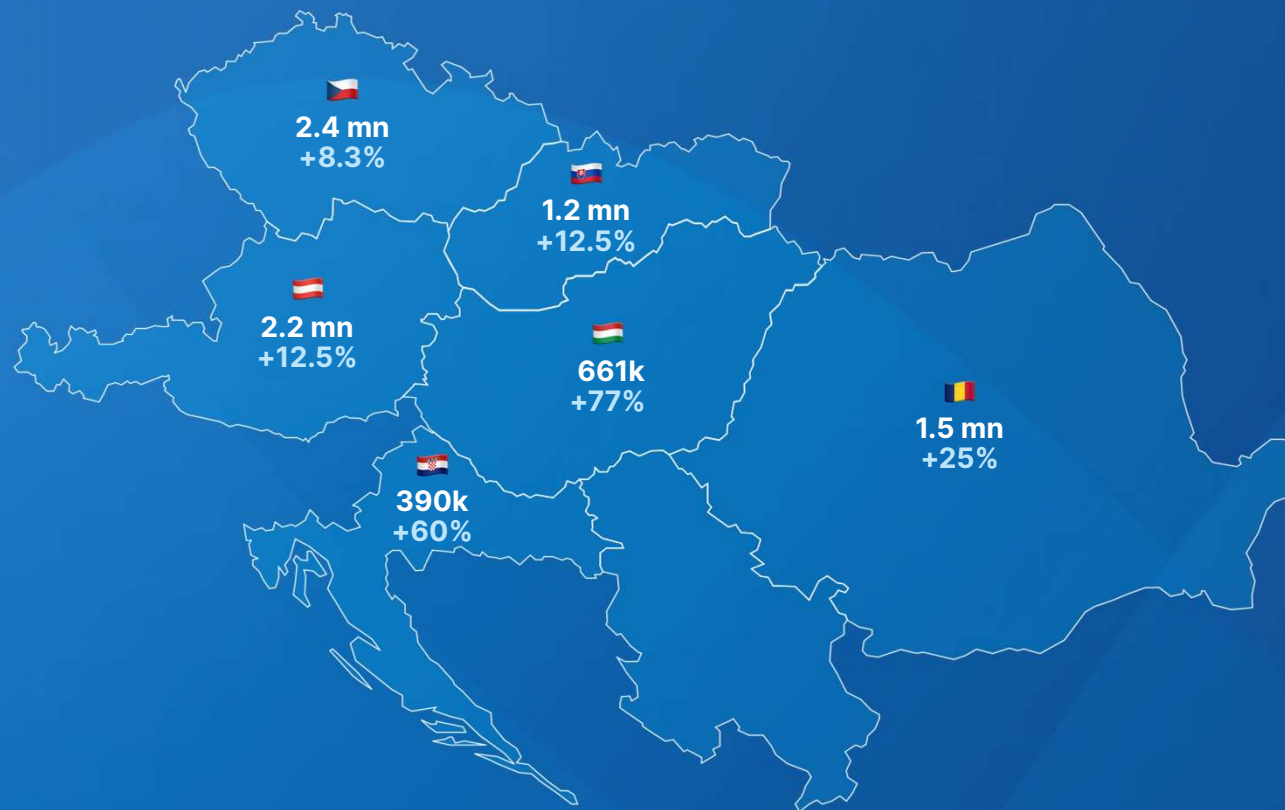 2.4 mn
+8.3%
1.2 mn
+12.5%
2.2 mn
+12.5%
661k
+77%
1.5 mn
+25%
390k
+60%